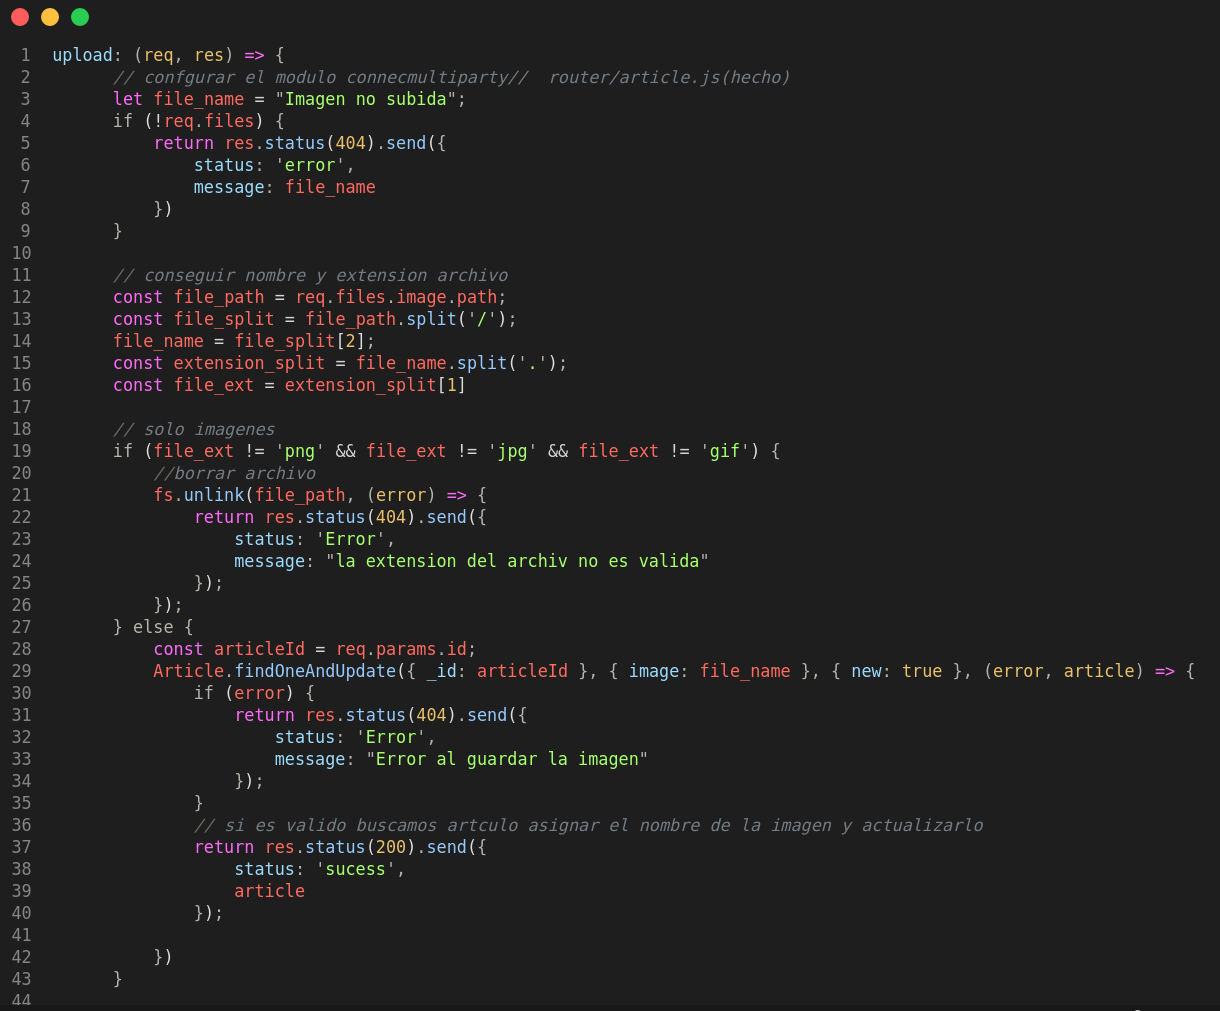 1 upload: (req, res) => {
2 // confgurar el modulo connecmultiparty//  router/article.js(hecho)
3 let file_name = "Imagen no subida";
4 if (!req.files) {
5 return res.status(404).send({
6 status: 'error',
7 message: file_name
8 })
9 }
10
11 // conseguir nombre y extension archivo
12 const file_path = req.files.image.path;
13 const file_split = file_path.split('/');
14 file_name = file_split[2];
15 const extension_split = file_name.split('.');
16 const file_ext = extension_split[1]
17
18 // solo imagenes
19 if (file_ext != 'png' && file_ext != 'jpg' && file_ext != 'gif') {
20 //borrar archivo
21 fs.unlink(file_path, (error) => {
22 return res.status(404).send({
23 status: 'Error',
24 message: "la extension del archiv no es valida"
25 });
26 });
27 } else {
28 const articleId = req.params.id;
29 Article.findOneAndUpdate({ _id: articleId }, { image: file_name }, { new: true }, (error, article) => {
30 if (error) {
31 return res.status(404).send({
32 status: 'Error',
33 message: "Error al guardar la imagen"
34 });
35 }
36 // si es valido buscamos artculo asignar el nombre de la imagen y actualizarlo
37 return res.status(200).send({
38 status: 'sucess',
39 article
40 });
41
42 })
43 }
44